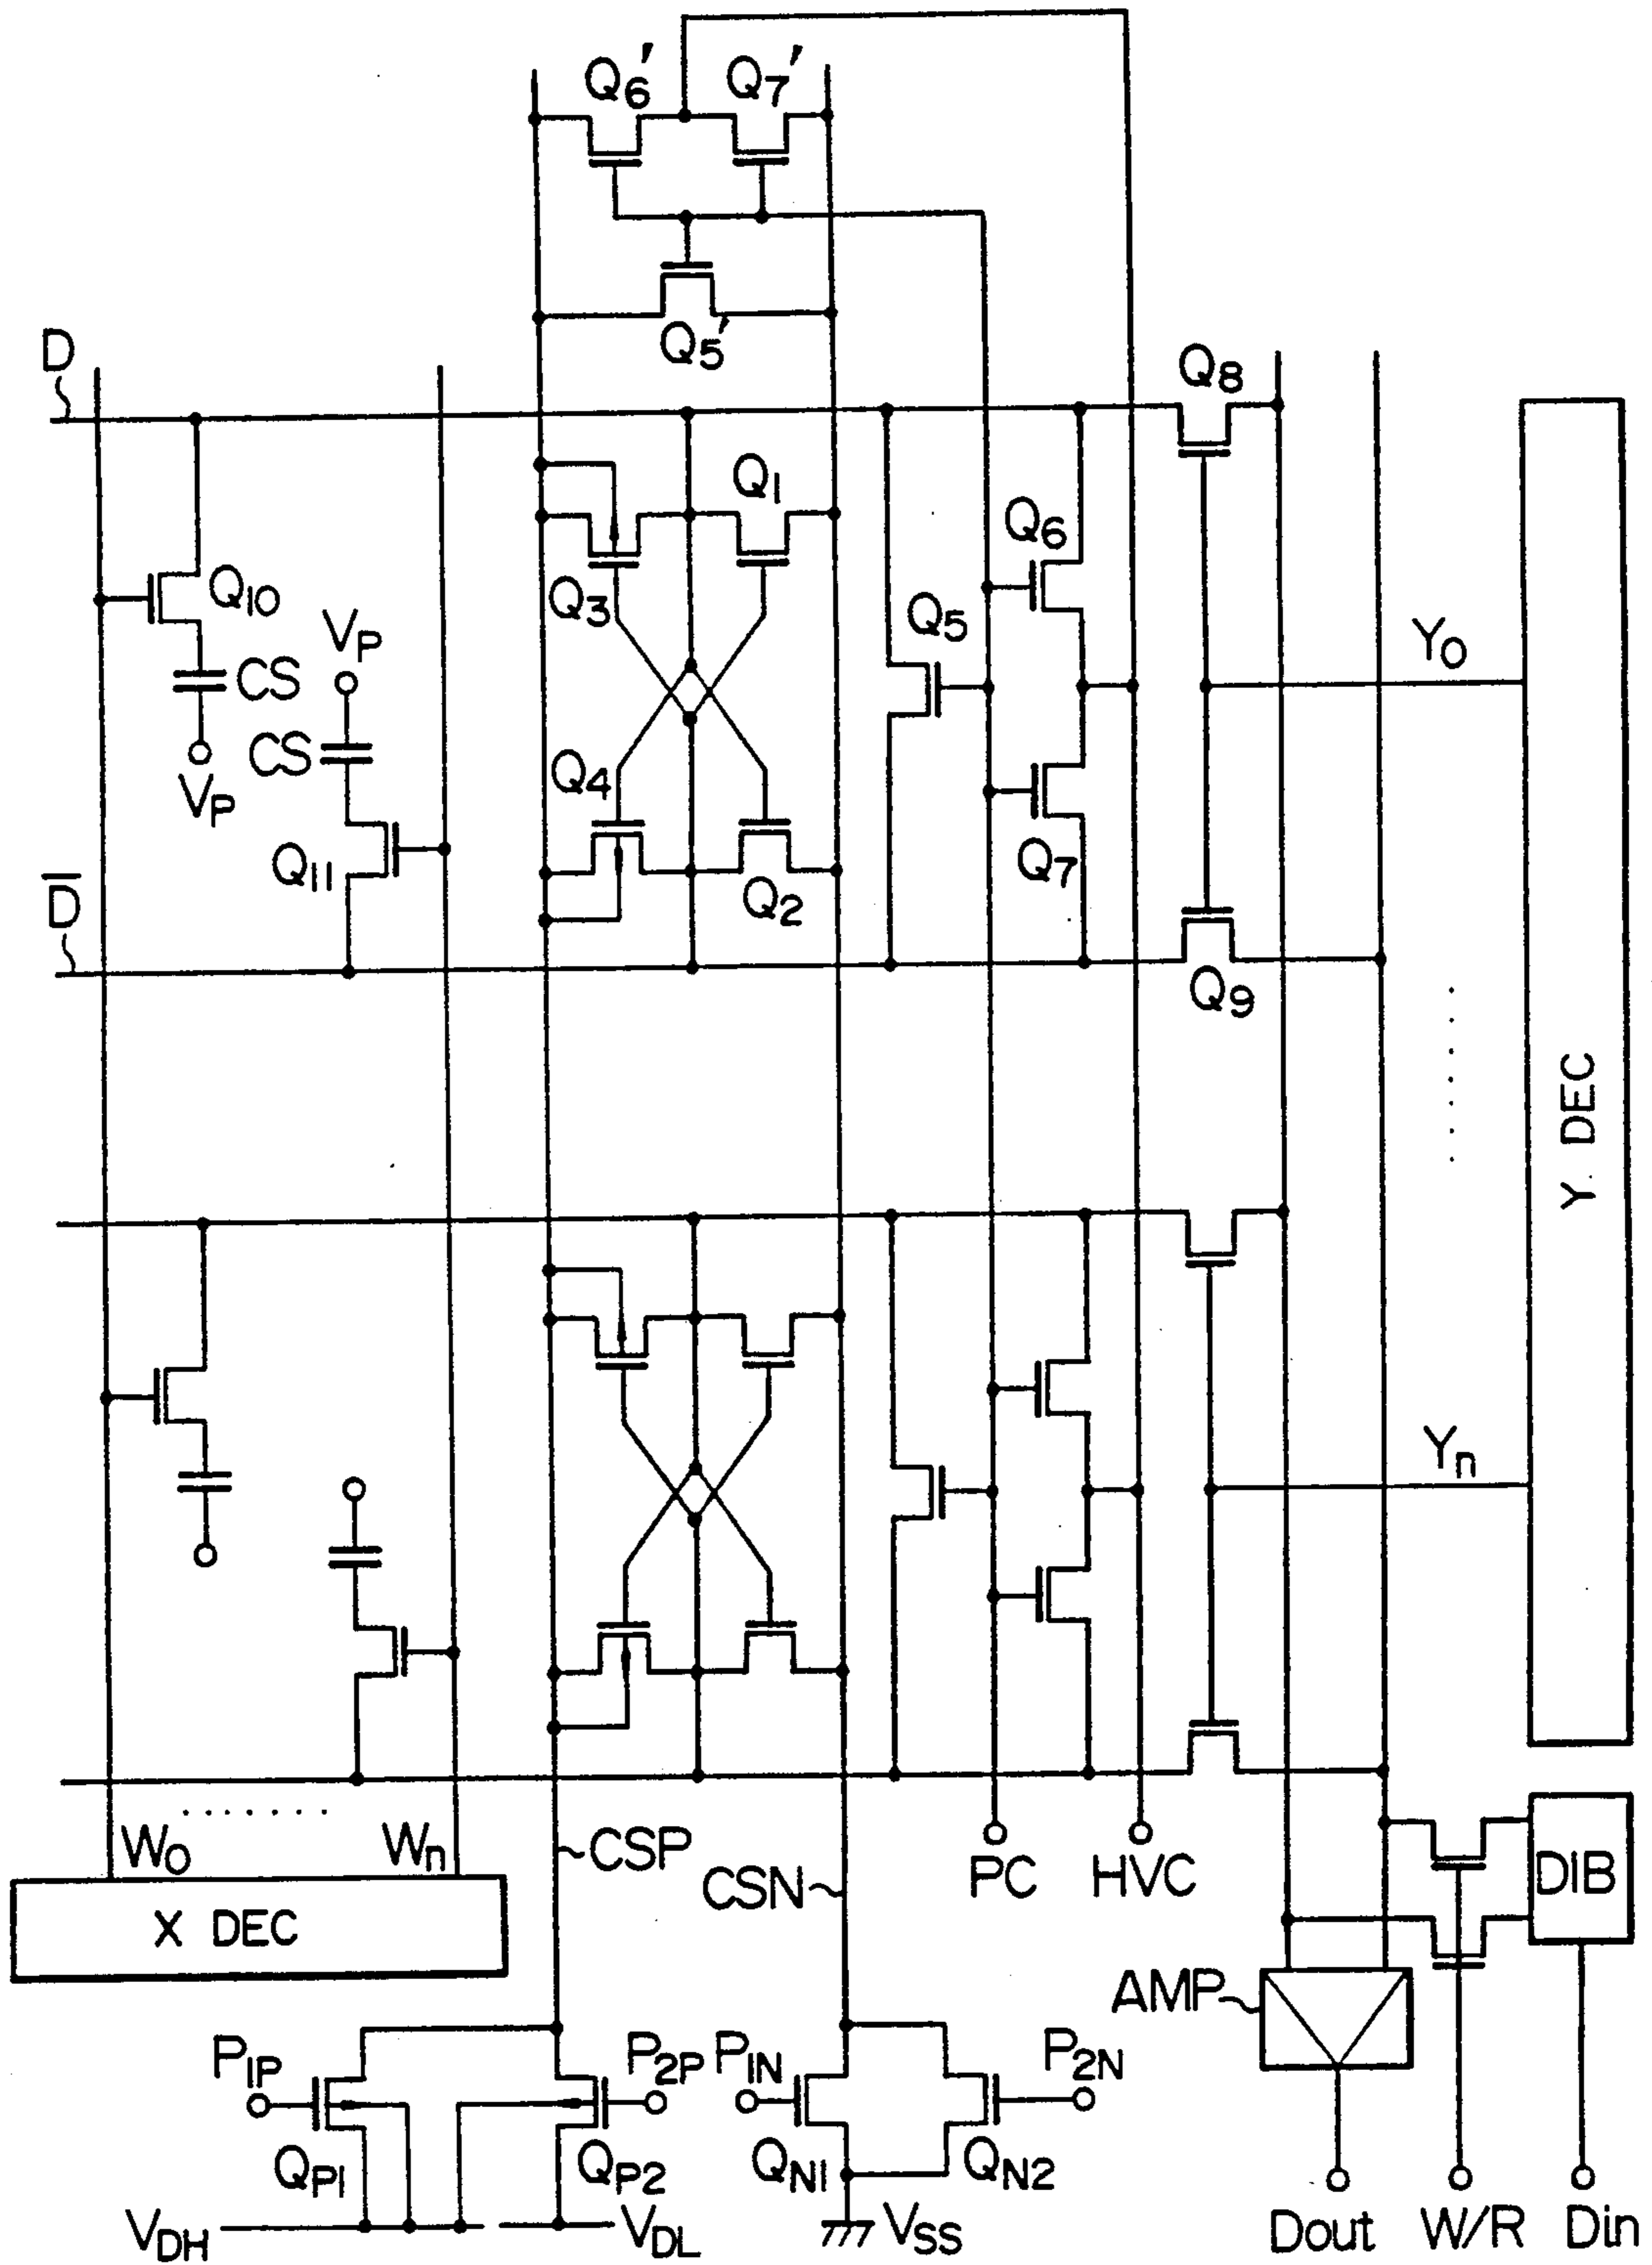 Q6' Q7'
Q5'
D
Q8
Q1
Q6
Q10
Q3
Q5
VP
Y0
CS
CS
Q4
VP
Q11
Q7
Q2
D̅
Q9
Y. DEC
Yn
W0 Wn
CSP
CSN
PC HVC
DIB
X DEC
AMP
P1P P2P P1N P2N
QP1 QP2 QN1 QN2
VDH VDL VSS
Dout W/R Din